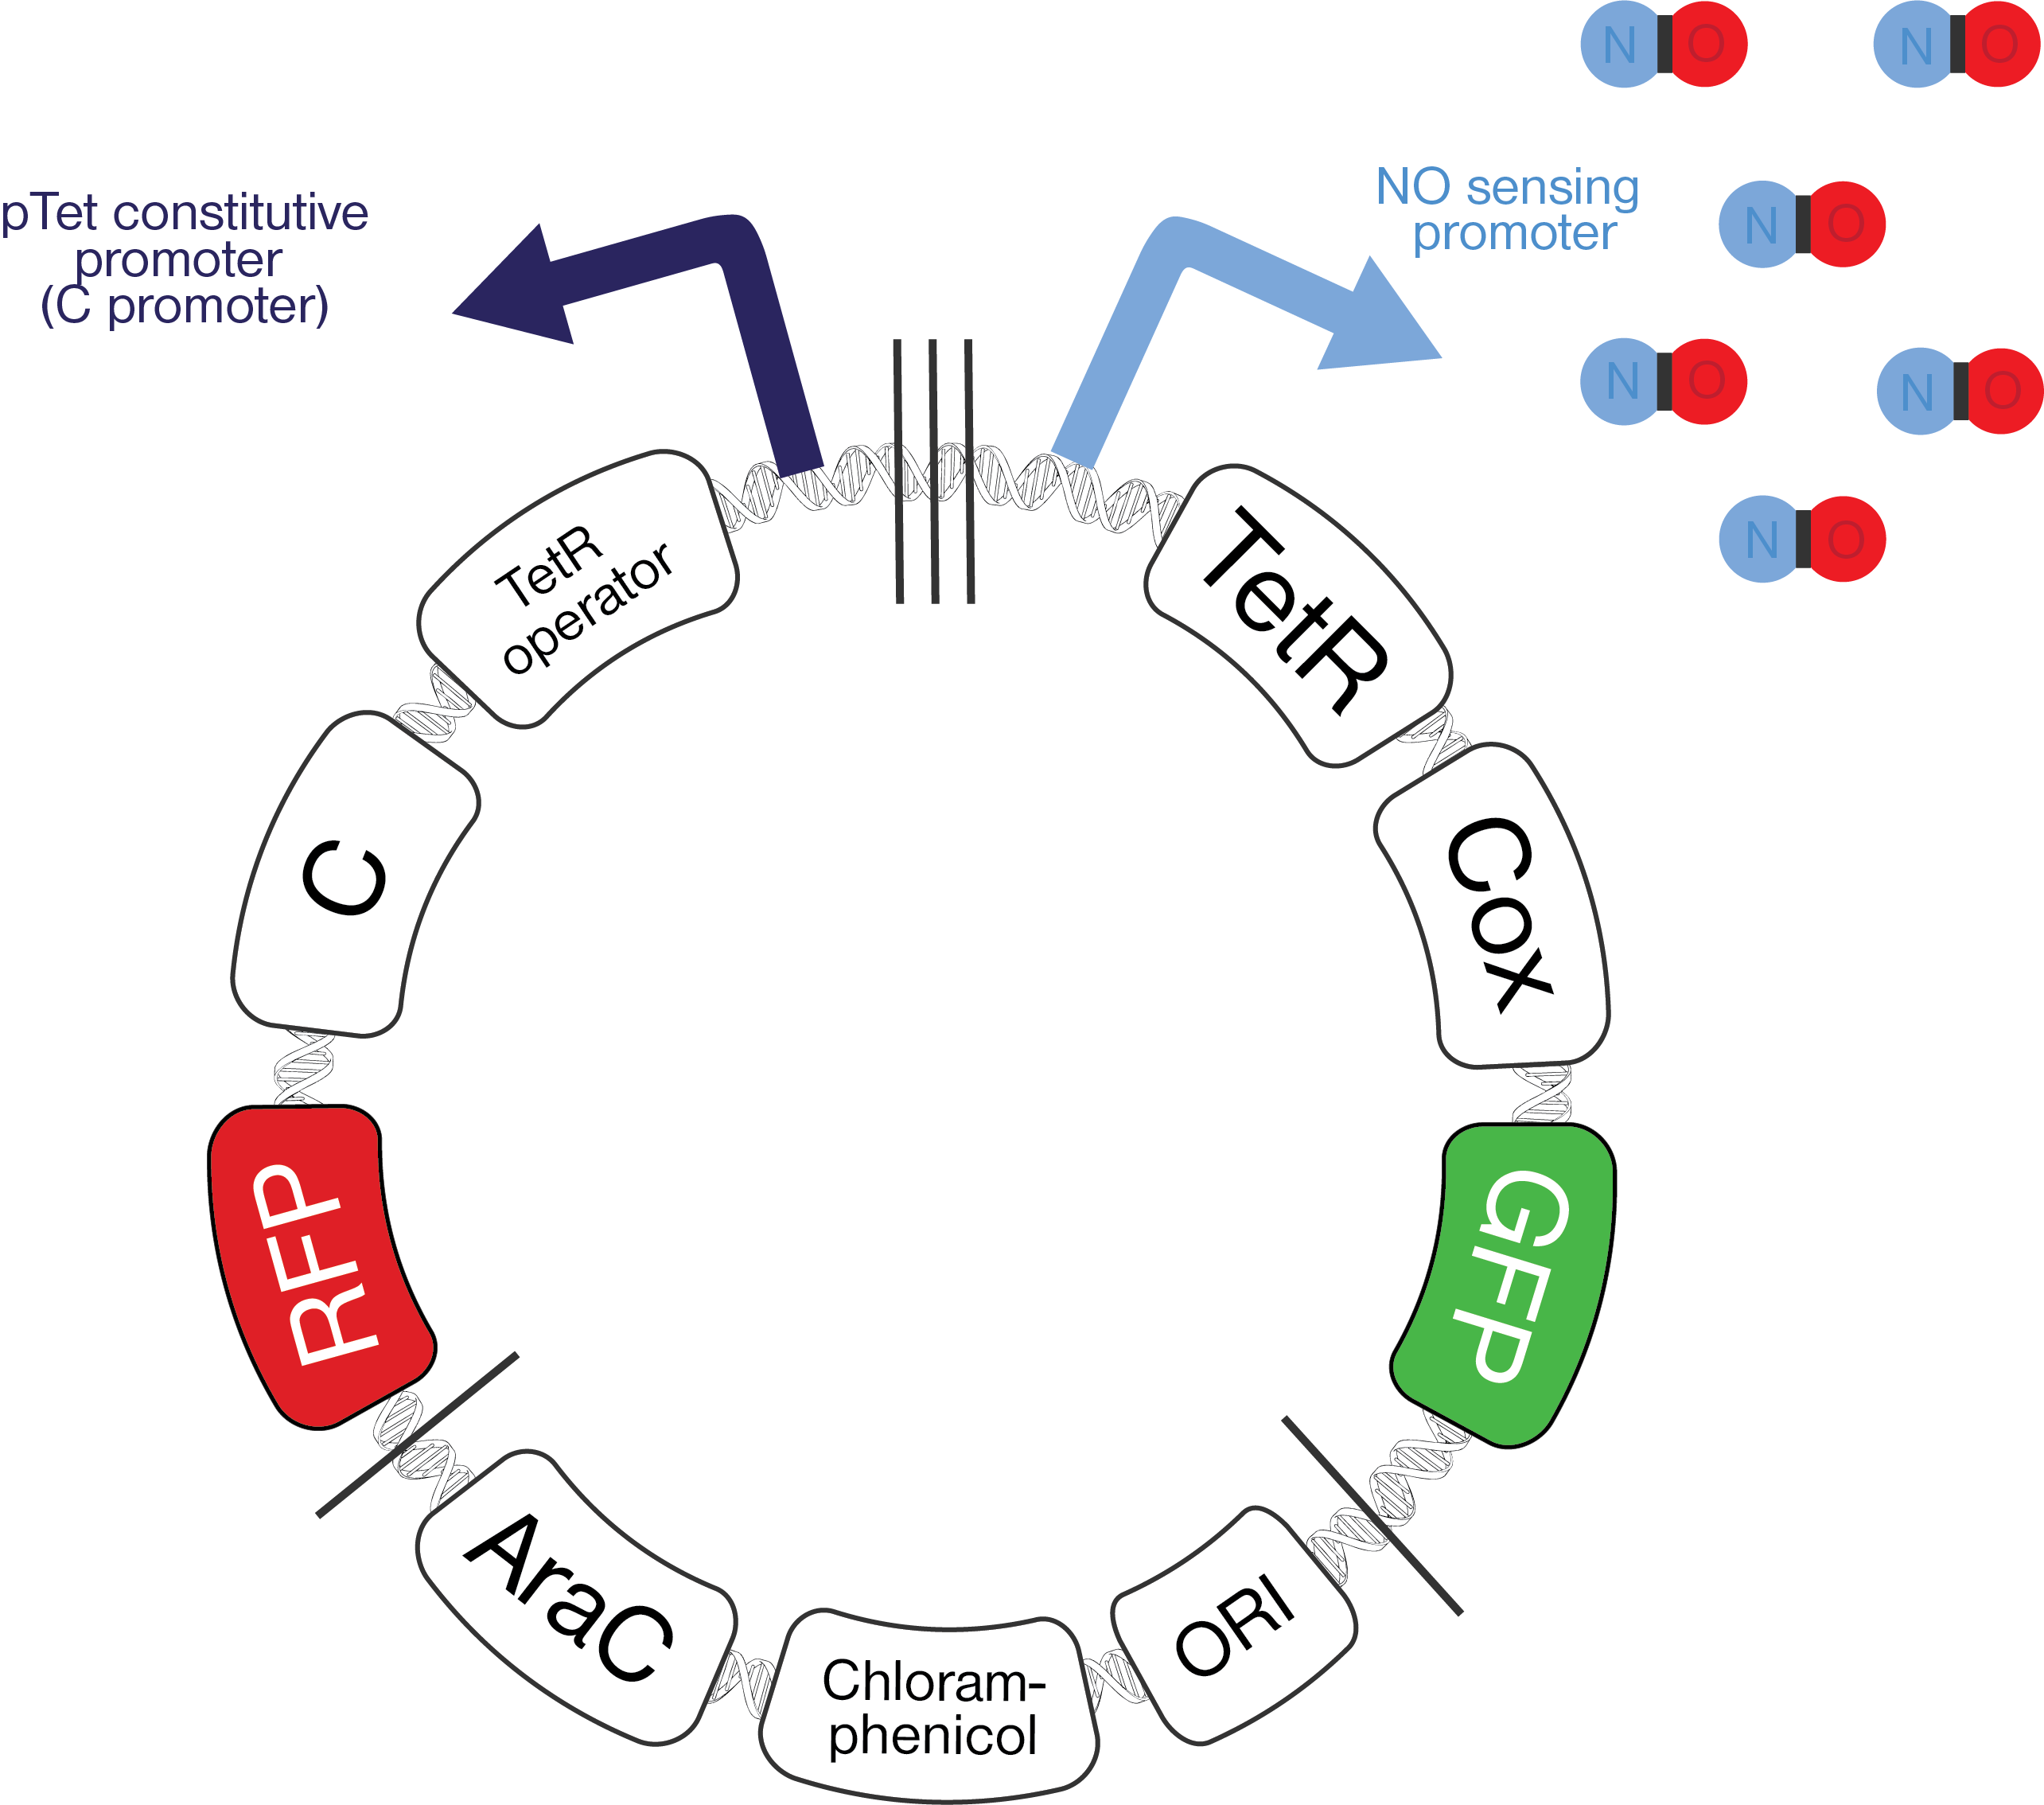 N O
N O
pTet constitutive
promoter
(C promoter)
NO sensing
promoter
N O
N O
N O
N O
TetR
operator
TetR
C
Cox
RFP
GFP
AraC
Chloram-
phenicol
ORI